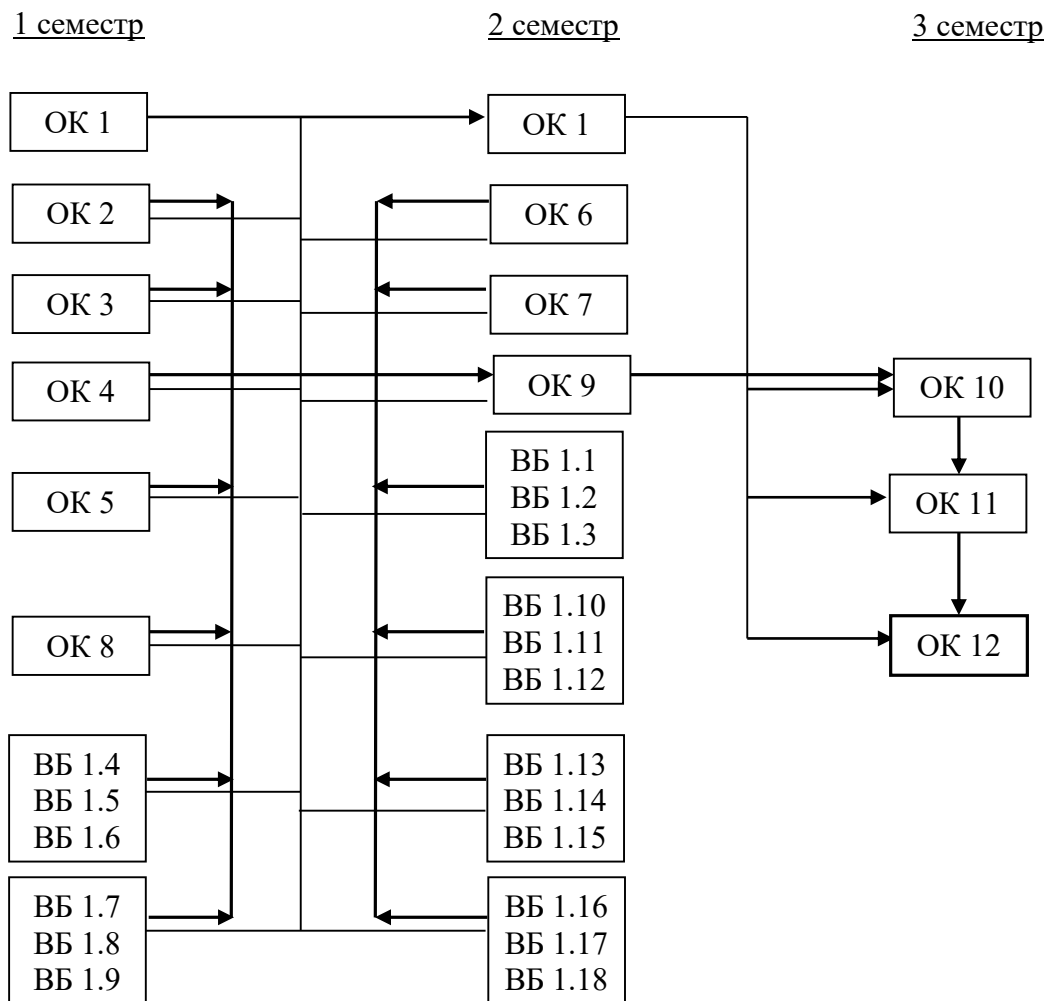 1 семестр
2 семестр
3 семестр
ОК 1
ОК 1
ОК 2
ОК 6
ОК 3
ОК 7
ОК 4
ОК 9
ОК 10
ОК 5
ВБ 1.1
ВБ 1.2
ВБ 1.3
ОК 11
ОК 8
ВБ 1.10
ВБ 1.11
ВБ 1.12
ОК 12
ВБ 1.4
ВБ 1.5
ВБ 1.6
ВБ 1.13
ВБ 1.14
ВБ 1.15
ВБ 1.7
ВБ 1.8
ВБ 1.9
ВБ 1.16
ВБ 1.17
ВБ 1.18